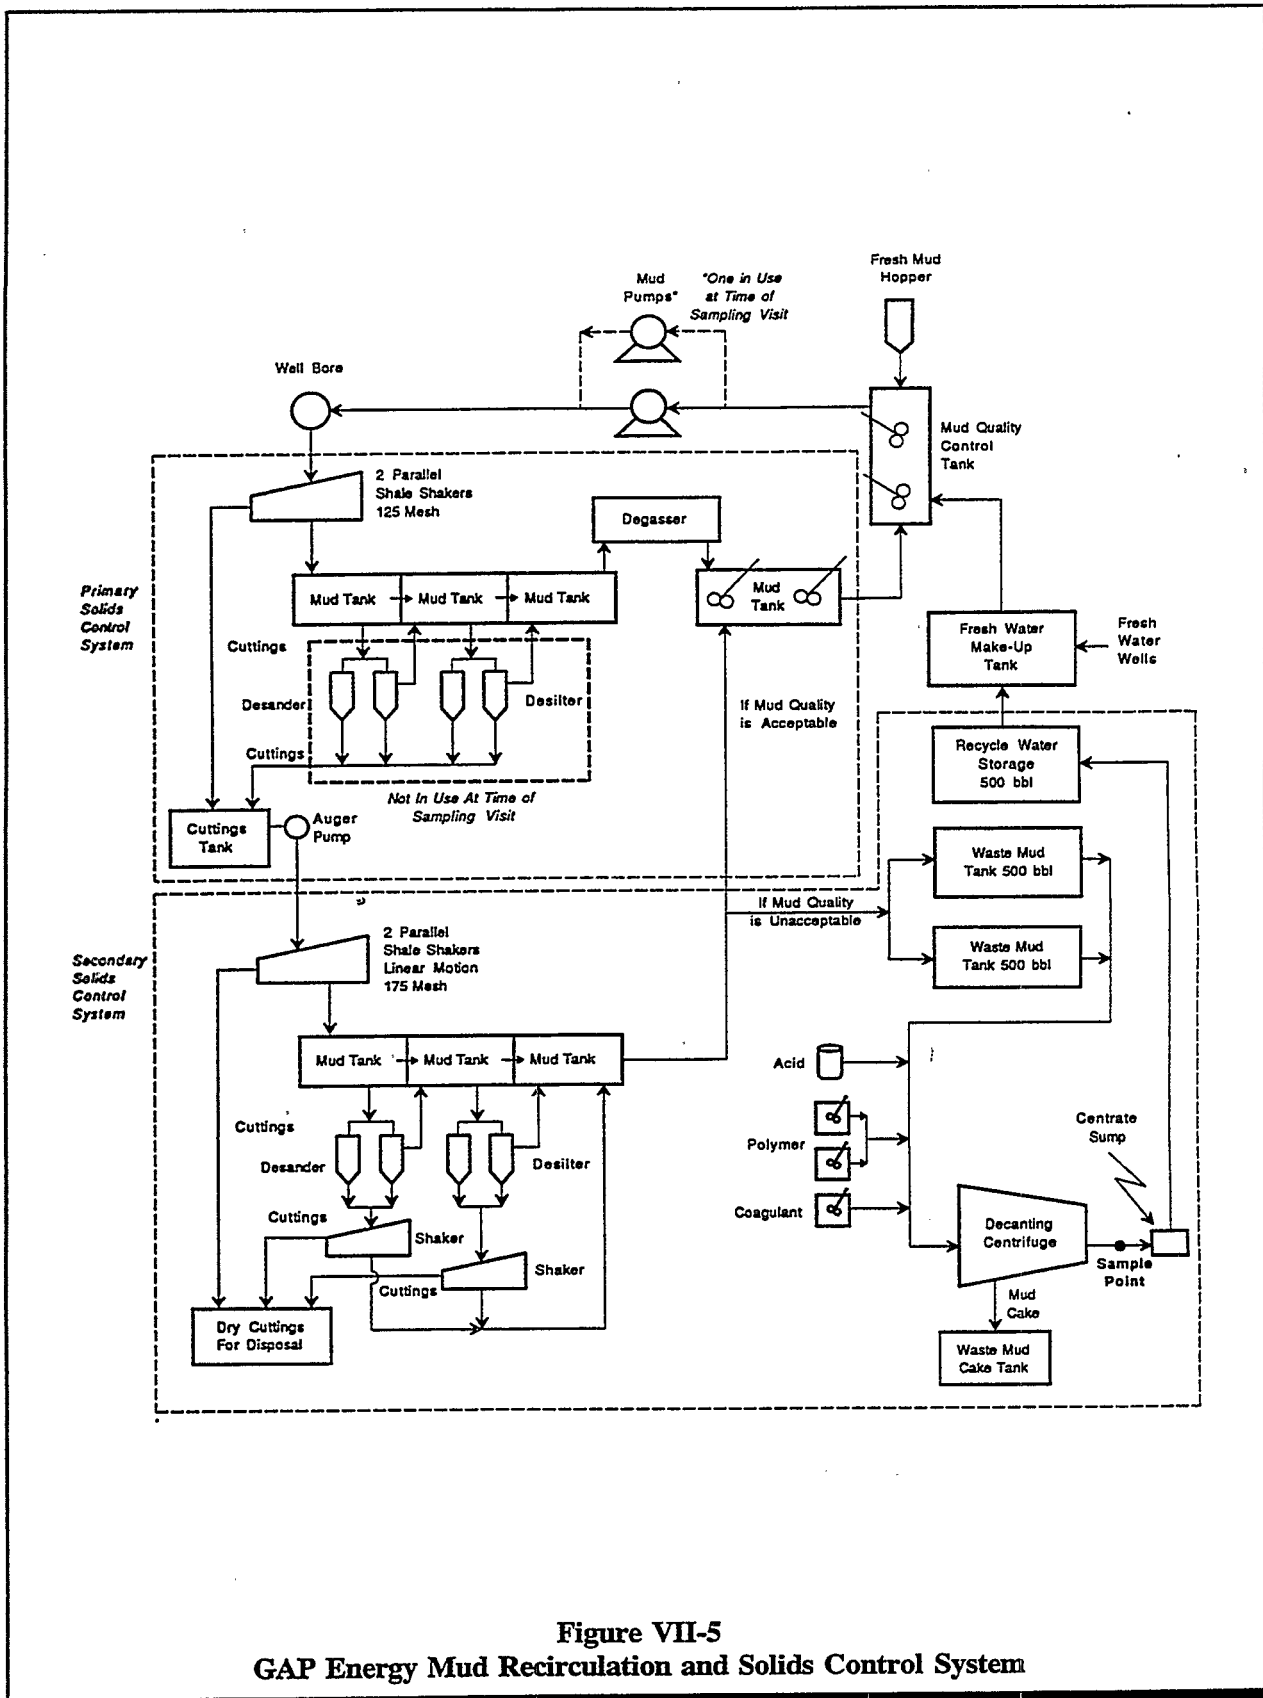 Fresh Mud
Hopper
Mud
Pumps*
*One in Use
at Time of
Sampling Visit
Well Bore
Mud Quality
Control
Tank
2 Parallel
Shale Shakers
125 Mesh
Degasser
Primary
Solids
Control
System
Mud Tank
Mud Tank
Mud Tank
Mud
Tank
Fresh Water
Make-Up
Tank
Fresh
Water
Wells
Cuttings
Desander
Desilter
If Mud Quality
is Acceptable
Cuttings
Recycle Water
Storage
500 bbl
Not In Use At Time of
Sampling Visit
Cuttings
Tank
Auger
Pump
Waste Mud
Tank 500 bbl
If Mud Quality
is Unacceptable
Waste Mud
Tank 500 bbl
2 Parallel
Shale Shakers
Linear Motion
175 Mesh
Secondary
Solids
Control
System
Mud Tank
Mud Tank
Mud Tank
Acid
Cuttings
Polymer
Centrate
Sump
Desander
Desilter
Coagulant
Cuttings
Shaker
Decanting
Centrifuge
Sample
Point
Shaker
Cuttings
Mud
Cake
Dry Cuttings
For Disposal
Waste Mud
Cake Tank
Figure VII-5
GAP Energy Mud Recirculation and Solids Control System